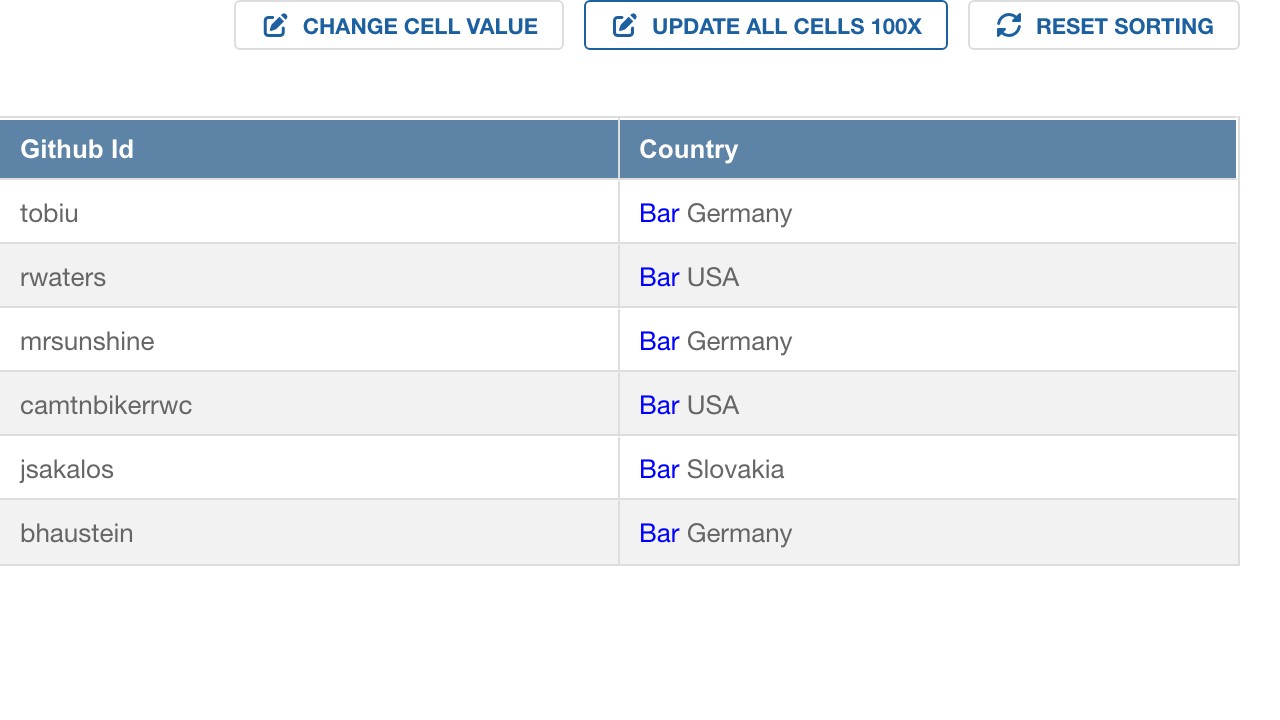 CHANGE CELL VALUE UPDATE ALL CELLS 100X RESET SORTING
Github Id Country
tobiu Bar Germany
rwaters Bar USA
mrsunshine Bar Germany
camtnbikerrwc Bar USA
jsakalos Bar Slovakia
bhaustein Bar Germany